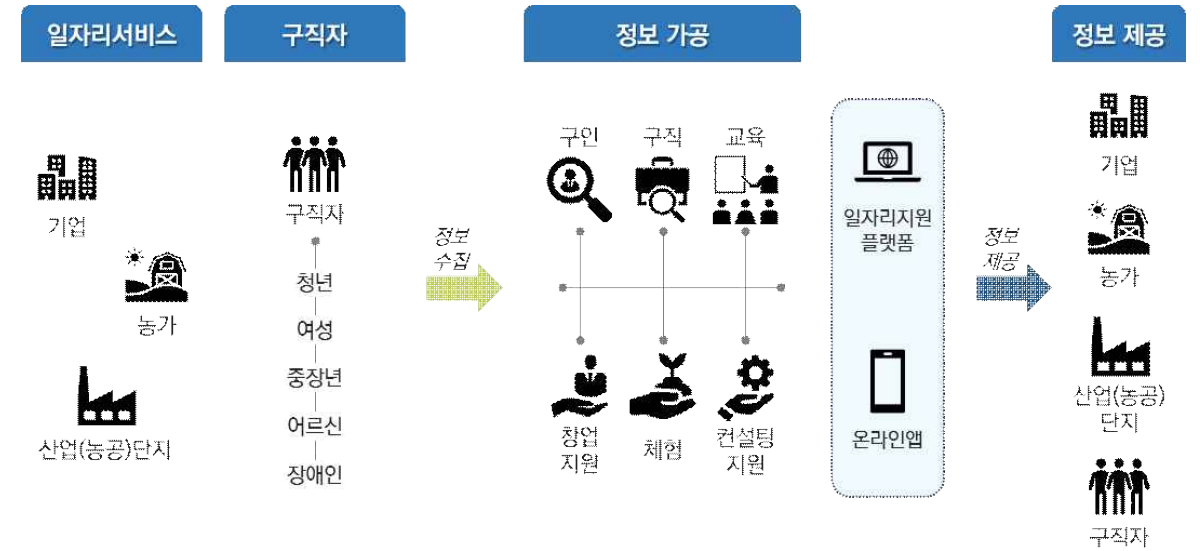 일자리서비스
구직자
정보 가공
정보 제공
기업
농가
산업(농공)단지
구직자
청년
여성
중장년
어르신
장애인
정보
수집
구인
구직
교육
창업
지원
체험
컨설팅
지원
일자리지원
플랫폼
온라인앱
정보
제공
기업
농가
산업(농공)
단지
구직자